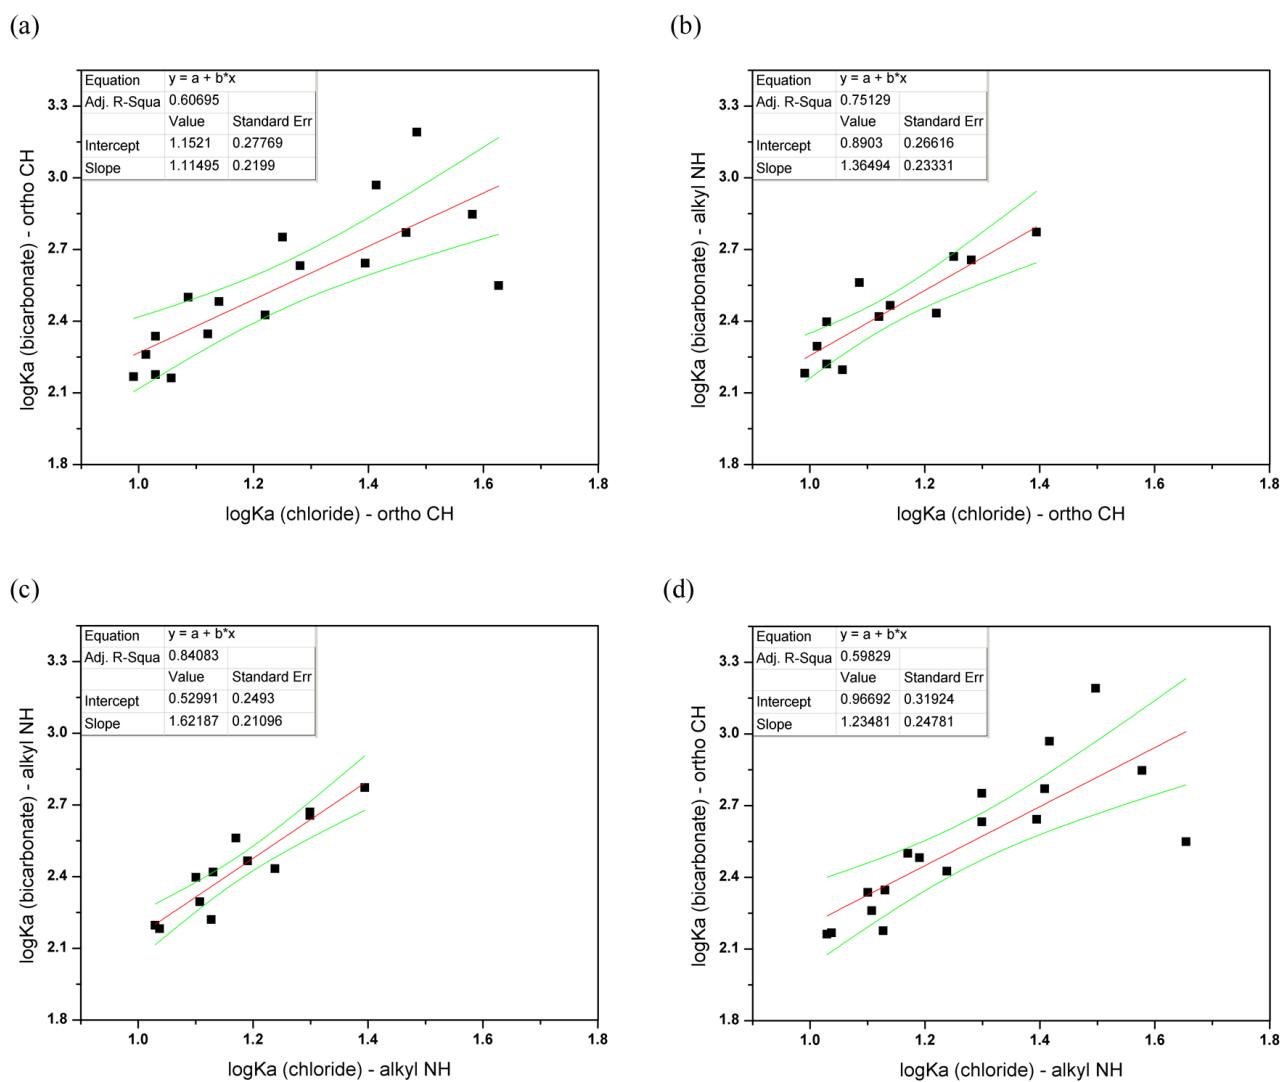 (a)
Equation y = a + b*x
Adj. R-Squa 0.60695
Value Standard Err
Intercept 1.1521 0.27769
Slope 1.11495 0.2199
3.3
3.0
2.7
2.4
2.1
1.8
logKa (bicarbonate) - ortho CH
1.0 1.2 1.4 1.6 1.8
logKa (chloride) - ortho CH
(b)
Equation y = a + b*x
Adj. R-Squa 0.75129
Value Standard Err
Intercept 0.8903 0.26616
Slope 1.36494 0.23331
3.3
3.0
2.7
2.4
2.1
1.8
logKa (bicarbonate) - alkyl NH
1.0 1.2 1.4 1.6 1.8
logKa (chloride) - ortho CH
(c)
Equation y = a + b*x
Adj. R-Squa 0.84083
Value Standard Err
Intercept 0.52991 0.2493
Slope 1.62187 0.21096
3.3
3.0
2.7
2.4
2.1
1.8
logKa (bicarbonate) - alkyl NH
1.0 1.2 1.4 1.6 1.8
logKa (chloride) - alkyl NH
(d)
Equation y = a + b*x
Adj. R-Squa 0.59829
Value Standard Err
Intercept 0.96692 0.31924
Slope 1.23481 0.24781
3.3
3.0
2.7
2.4
2.1
1.8
logKa (bicarbonate) - ortho CH
1.0 1.2 1.4 1.6 1.8
logKa (chloride) - alkyl NH